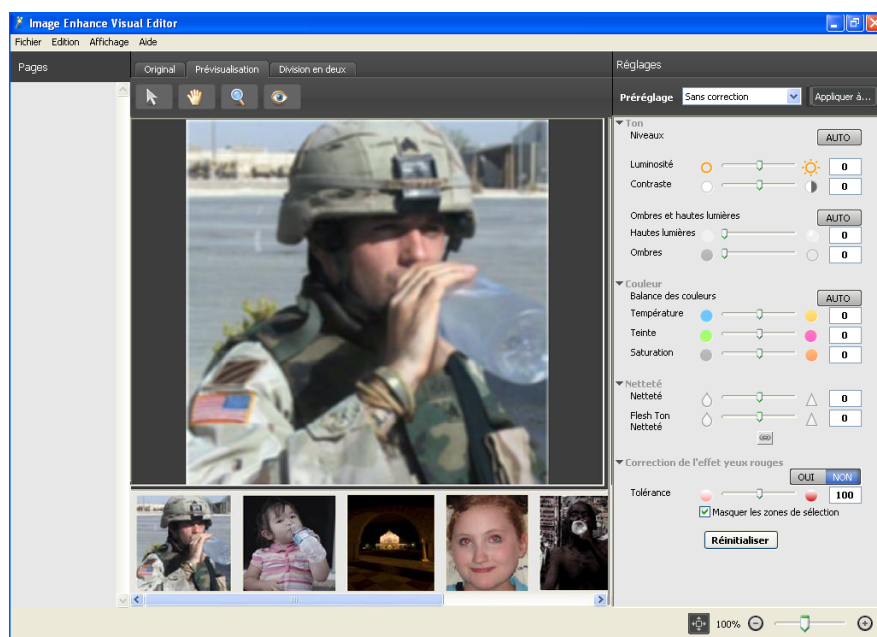 Image Enhance Visual Editor
Fichier Edition Affichage Aide
Pages
Original Prévisualisation Division en deux
Réglages
Préréglage Sans correction Appliquer à...
Ton
Niveaux AUTO
Luminosité 0
Contraste 0
Ombres et hautes lumières AUTO
Hautes lumières 0
Ombres 0
Couleur
Balance des couleurs AUTO
Température 0
Teinte 0
Saturation 0
Netteté
Netteté 0
Flesh Ton
Netteté 0
Correction de l'effet yeux rouges
OUI NON
Tolérance 100
Masquer les zones de sélection
Réinitialiser
100%